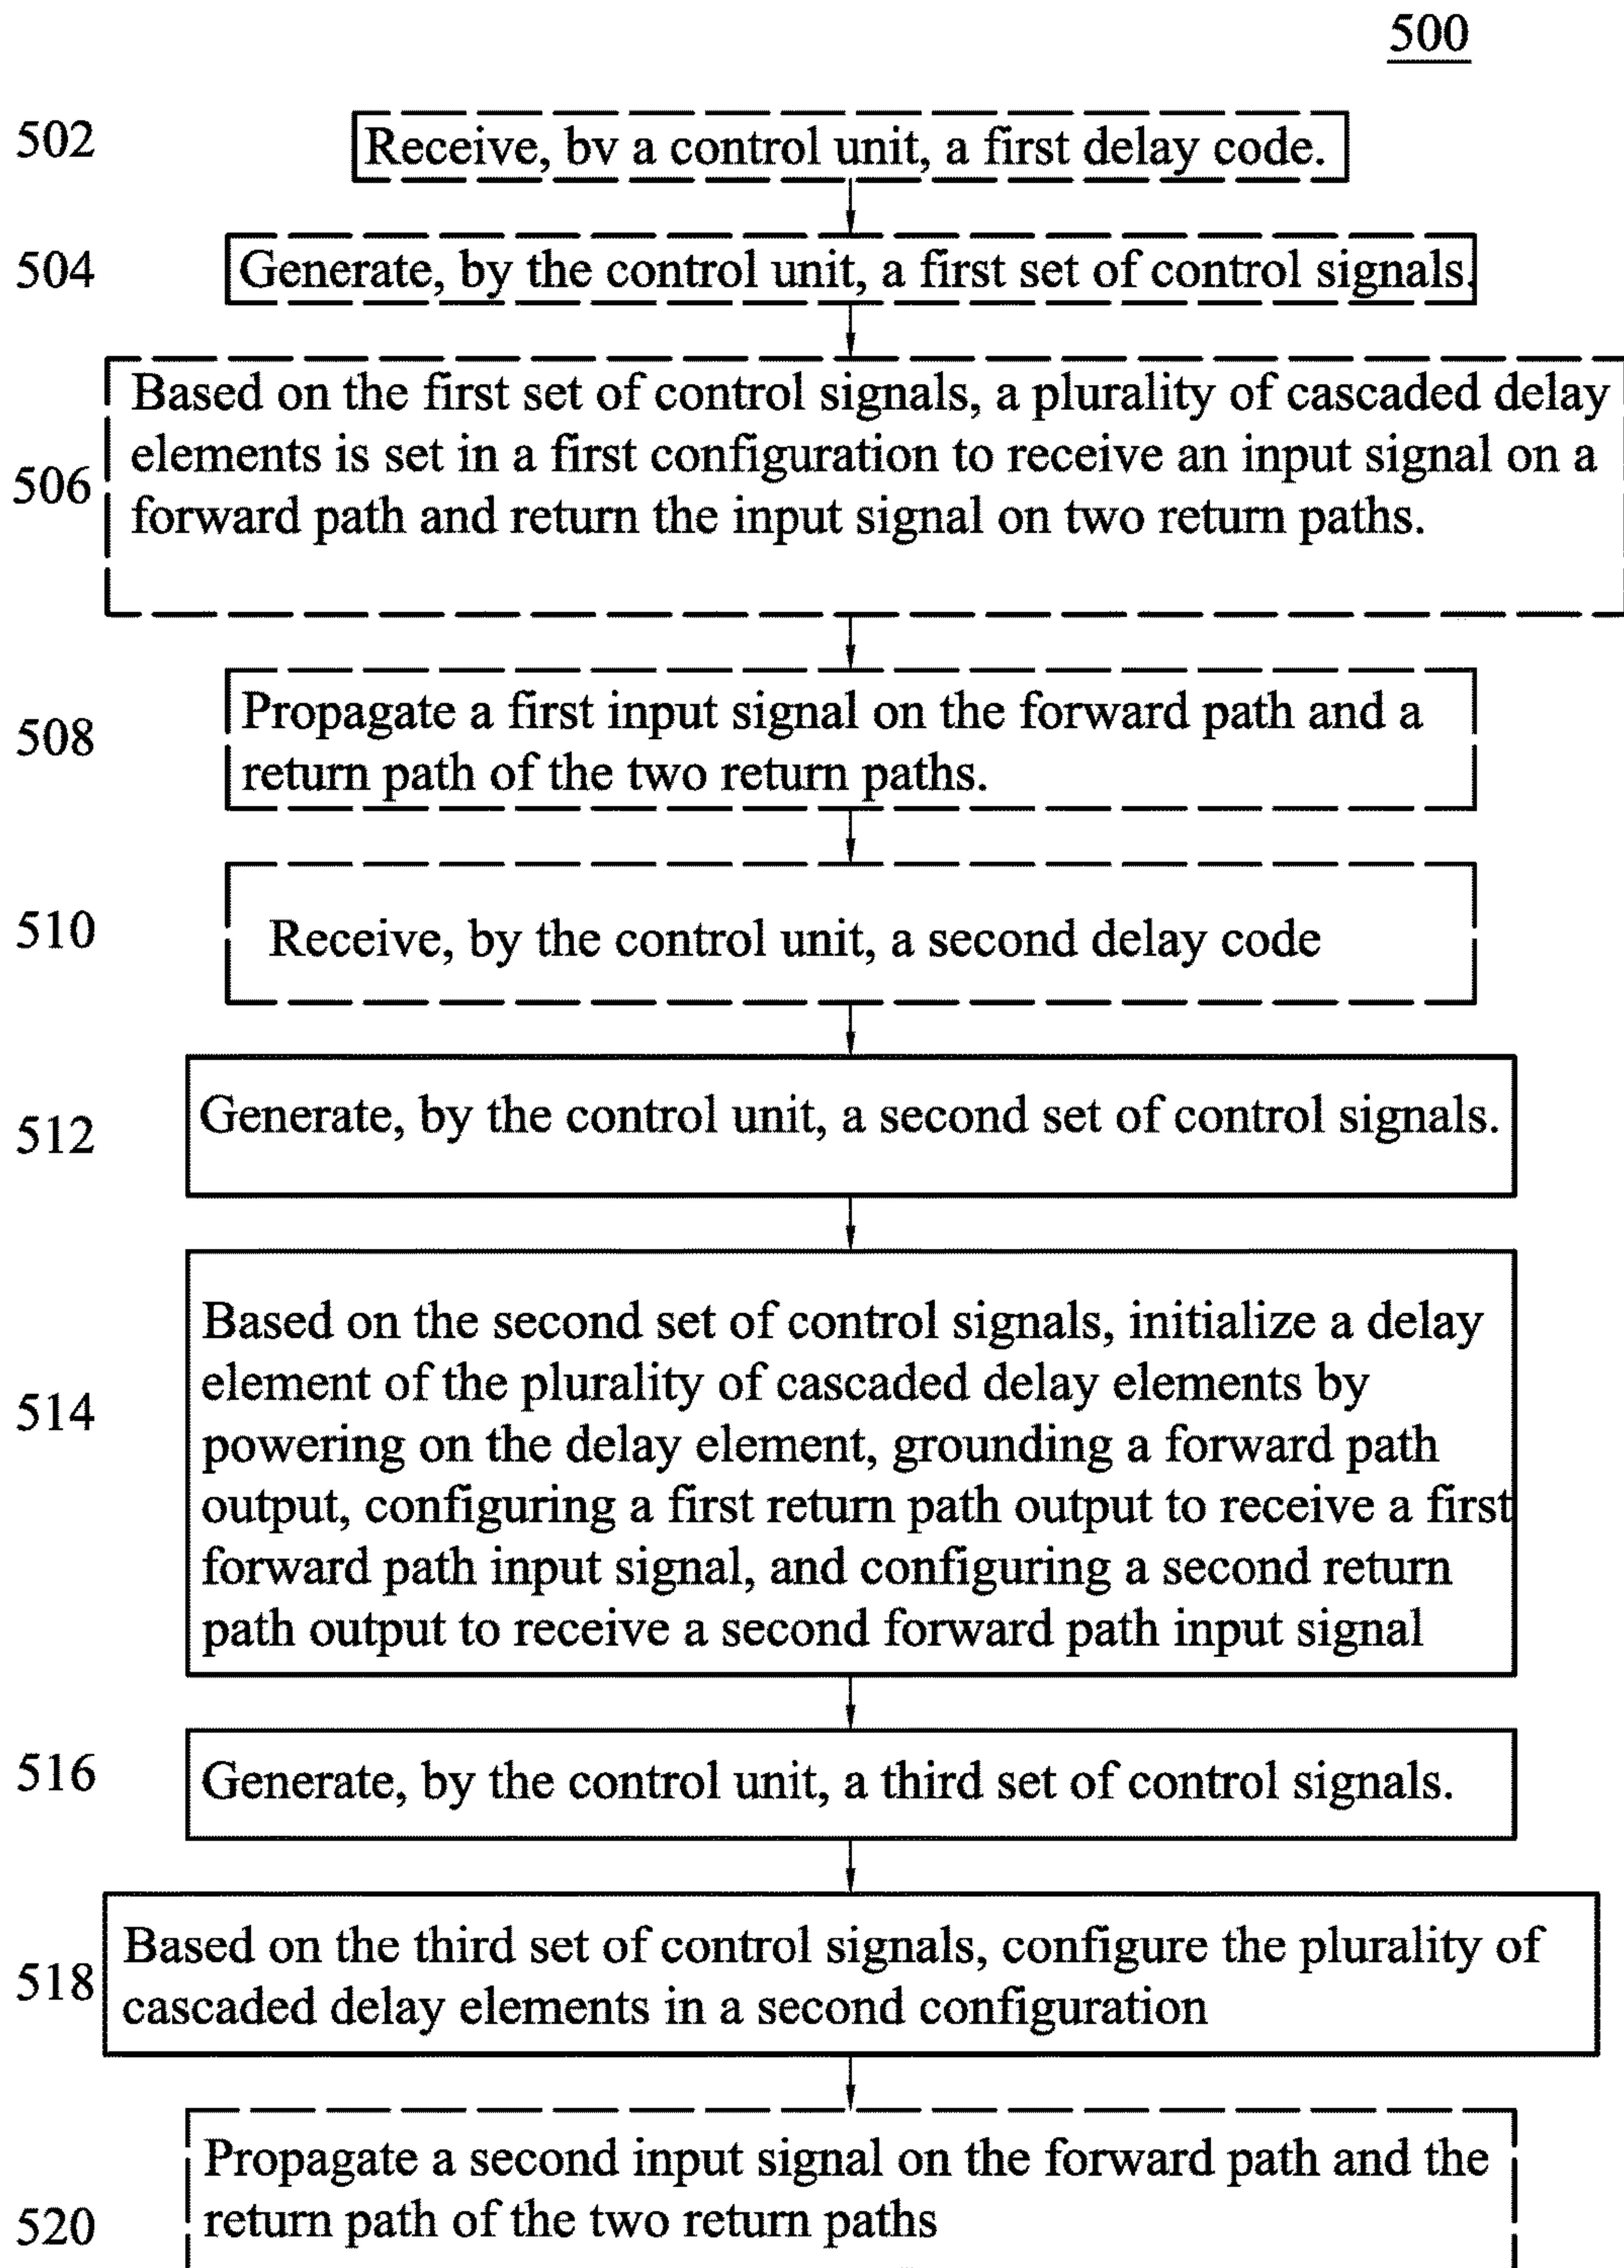 500
502
Receive, bv a control unit, a first delay code.
504
Generate, by the control unit, a first set of control signals.
506
Based on the first set of control signals, a plurality of cascaded delay
elements is set in a first configuration to receive an input signal on a
forward path and return the input signal on two return paths.
508
Propagate a first input signal on the forward path and a
return path of the two return paths.
510
Receive, by the control unit, a second delay code
512
Generate, by the control unit, a second set of control signals.
514
Based on the second set of control signals, initialize a delay
element of the plurality of cascaded delay elements by
powering on the delay element, grounding a forward path
output, configuring a first return path output to receive a first
forward path input signal, and configuring a second return
path output to receive a second forward path input signal
516
Generate, by the control unit, a third set of control signals.
518
Based on the third set of control signals, configure the plurality of
cascaded delay elements in a second configuration
520
Propagate a second input signal on the forward path and the
return path of the two return paths